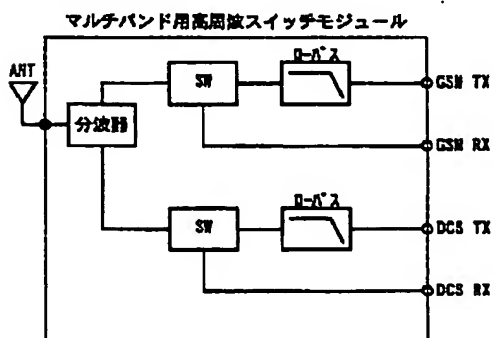 マルチバンド用高周波スイッチモジュール
ANT
分波器
SW
ローパス
GSM TX
GSM RX
SW
ローパス
DCS TX
DCS RX